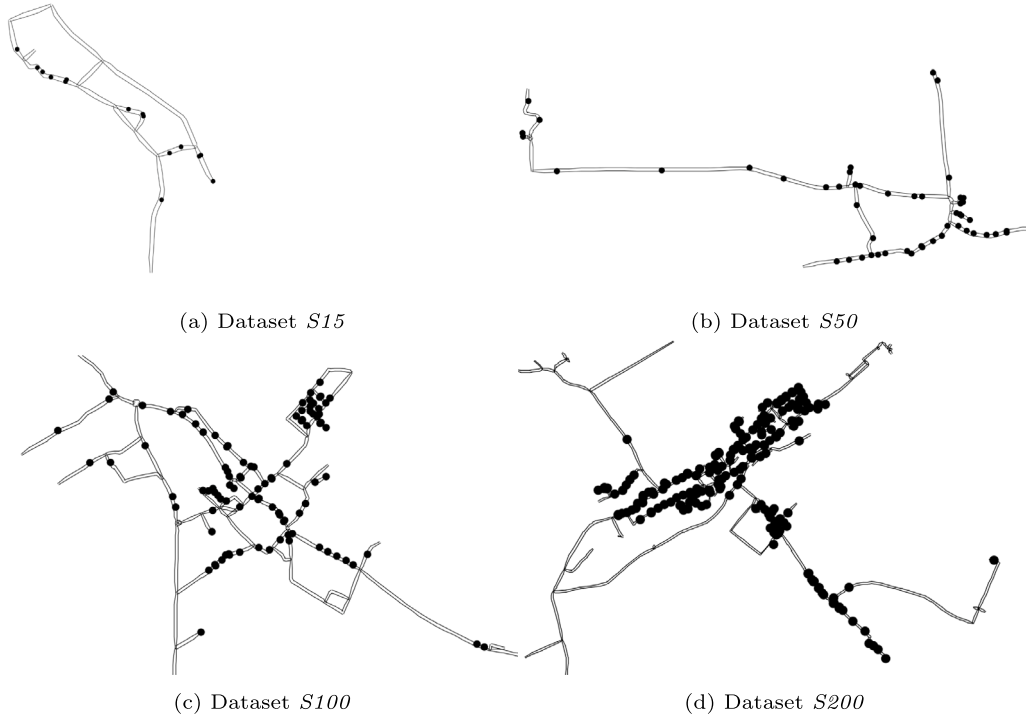 (a) Dataset S15
(b) Dataset S50
(c) Dataset S100
(d) Dataset S200